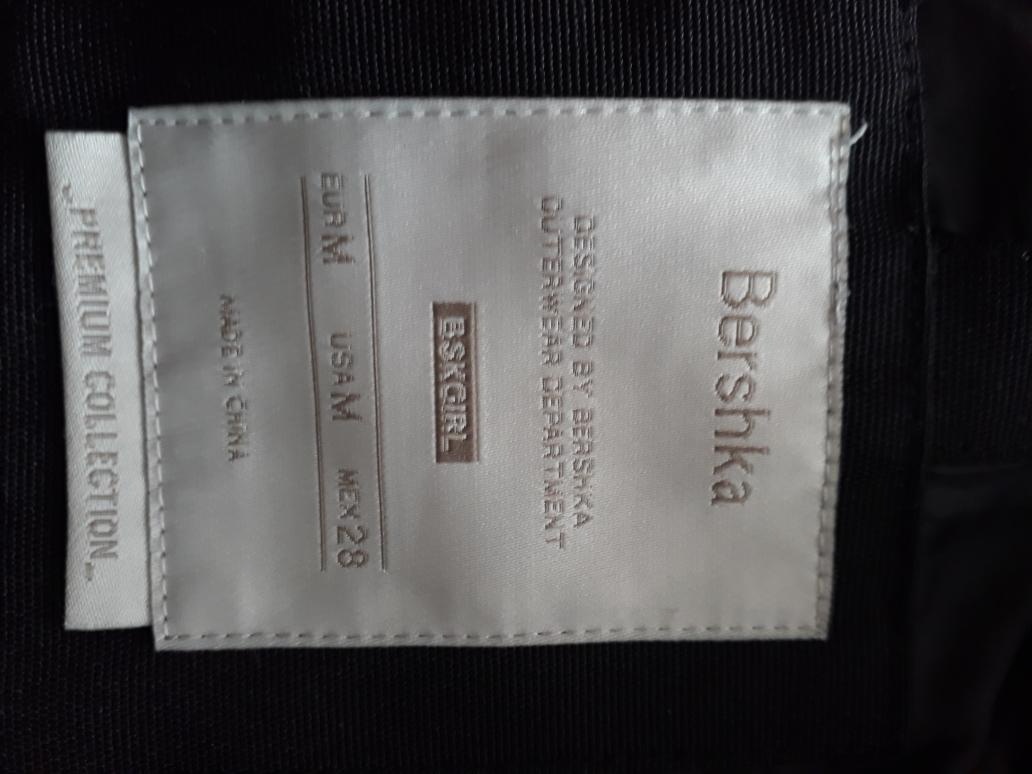 Bershka
DESIGNED BY BERSHKA
OUTERWEAR DEPARTMENT
BSKGIRL
EUR M USA M MEX 28
MADE IN CHINA
~PREMIUM COLLECTION~